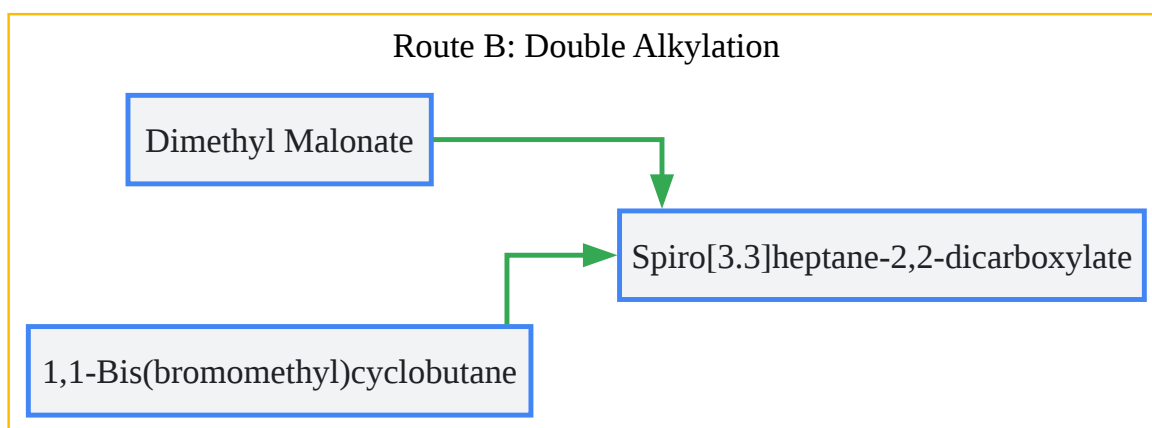 Route B: Double Alkylation
Dimethyl Malonate
Spiro[3.3]heptane-2,2-dicarboxylate
1,1-Bis(bromomethyl)cyclobutane